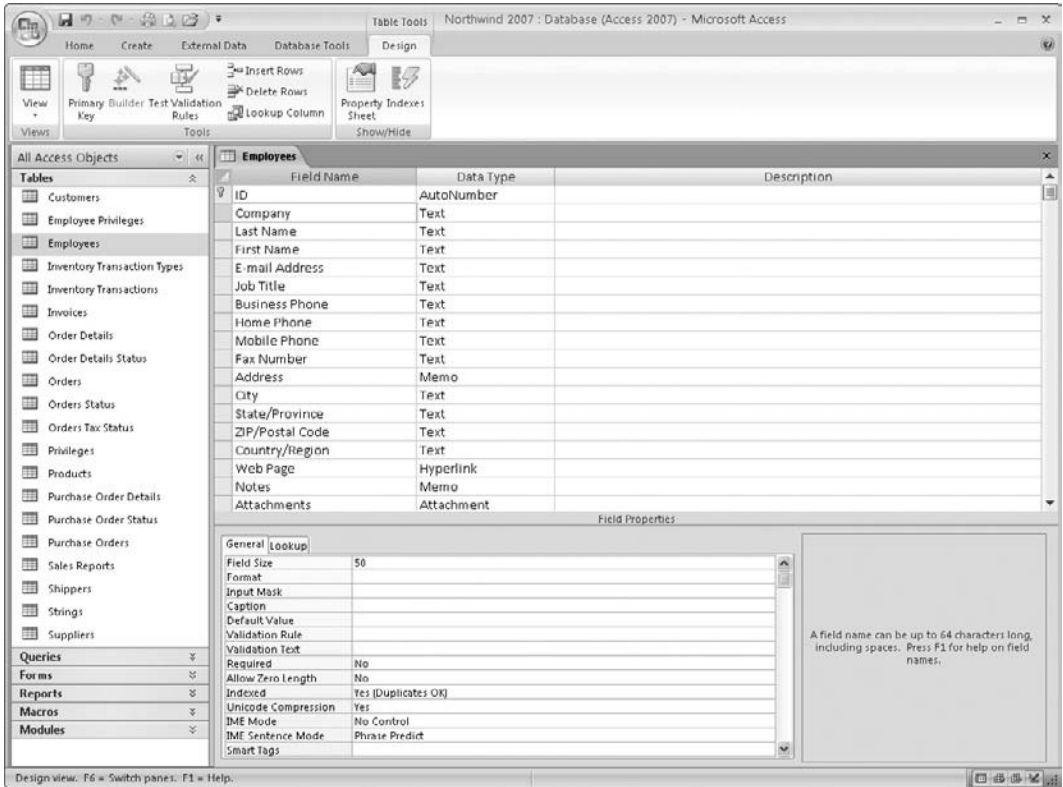 Table Tools Northwind 2007 : Database (Access 2007) - Microsoft Access
Home Create External Data Database Tools Design
View
Primary Key
Builder
Test Validation Rules
Insert Rows
Delete Rows
Lookup Column
Property Sheet
Indexes
Views Tools Show/Hide
All Access Objects
Tables
Customers
Employee Privileges
Employees
Inventory Transaction Types
Inventory Transactions
Invoices
Order Details
Order Details Status
Orders
Orders Status
Orders Tax Status
Privileges
Products
Purchase Order Details
Purchase Order Status
Purchase Orders
Sales Reports
Shippers
Strings
Suppliers
Queries
Forms
Reports
Macros
Modules
Employees
Field Name Data Type Description
ID AutoNumber
Company Text
Last Name Text
First Name Text
E-mail Address Text
Job Title Text
Business Phone Text
Home Phone Text
Mobile Phone Text
Fax Number Text
Address Memo
City Text
State/Province Text
ZIP/Postal Code Text
Country/Region Text
Web Page Hyperlink
Notes Memo
Attachments Attachment
Field Properties
General Lookup
Field Size 50
Format
Input Mask
Caption
Default Value
Validation Rule
Validation Text
Required No
Allow Zero Length No
Indexed Yes (Duplicates OK)
Unicode Compression Yes
IME Mode No Control
IME Sentence Mode Phrase Predict
Smart Tags
A field name can be up to 64 characters long,
including spaces. Press F1 for help on field
names.
Design view. F6 = Switch panes. F1 = Help.